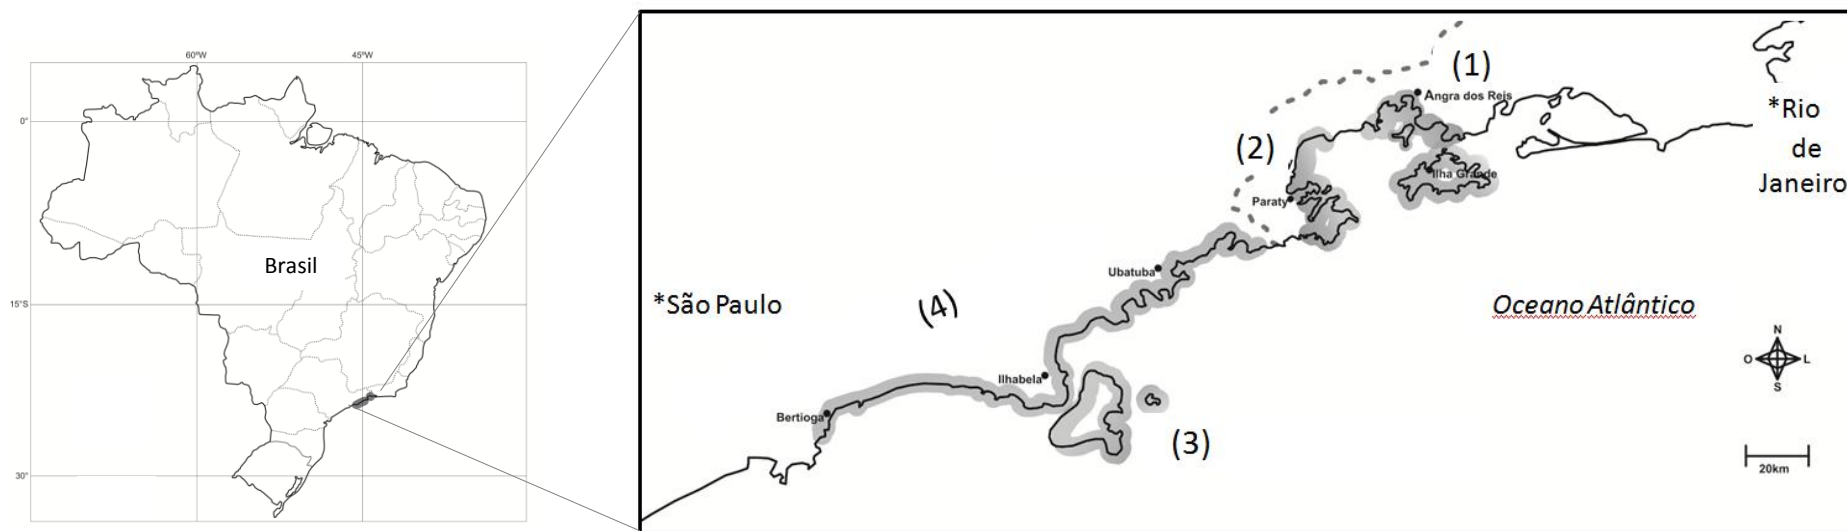 60°W
45°W
0°
Brasil
15°S
30°
(1)
Angra dos Reis
*Rio
de
Janeiro
(2)
Ilha Grande
Paraty
Ubatuba
*São Paulo
(4)
Oceano Atlântico
N
O
L
S
Ilhabela
Bertioga
(3)
20km